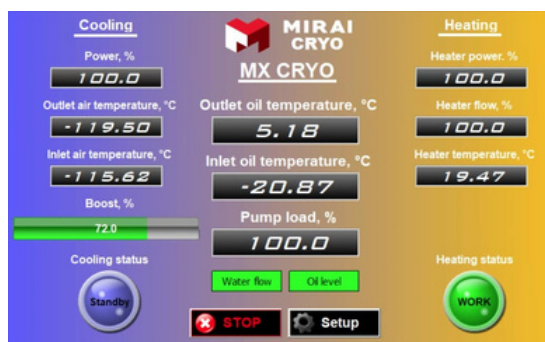 Cooling
Power, %
100.0
Outlet air temperature, °C
-119.50
Inlet air temperature, °C
-115.62
Boost, %
72.0
Cooling status
Standby
MIRAI
CRYO
MX CRYO
Outlet oil temperature, °C
5.18
Inlet oil temperature, °C
-20.87
Pump load, %
100.0
Water flow
Oil level
STOP
Setup
Heating
Heater power. %
100.0
Heater flow, %
100.0
Heater temperature, °C
19.47
Heating status
WORK